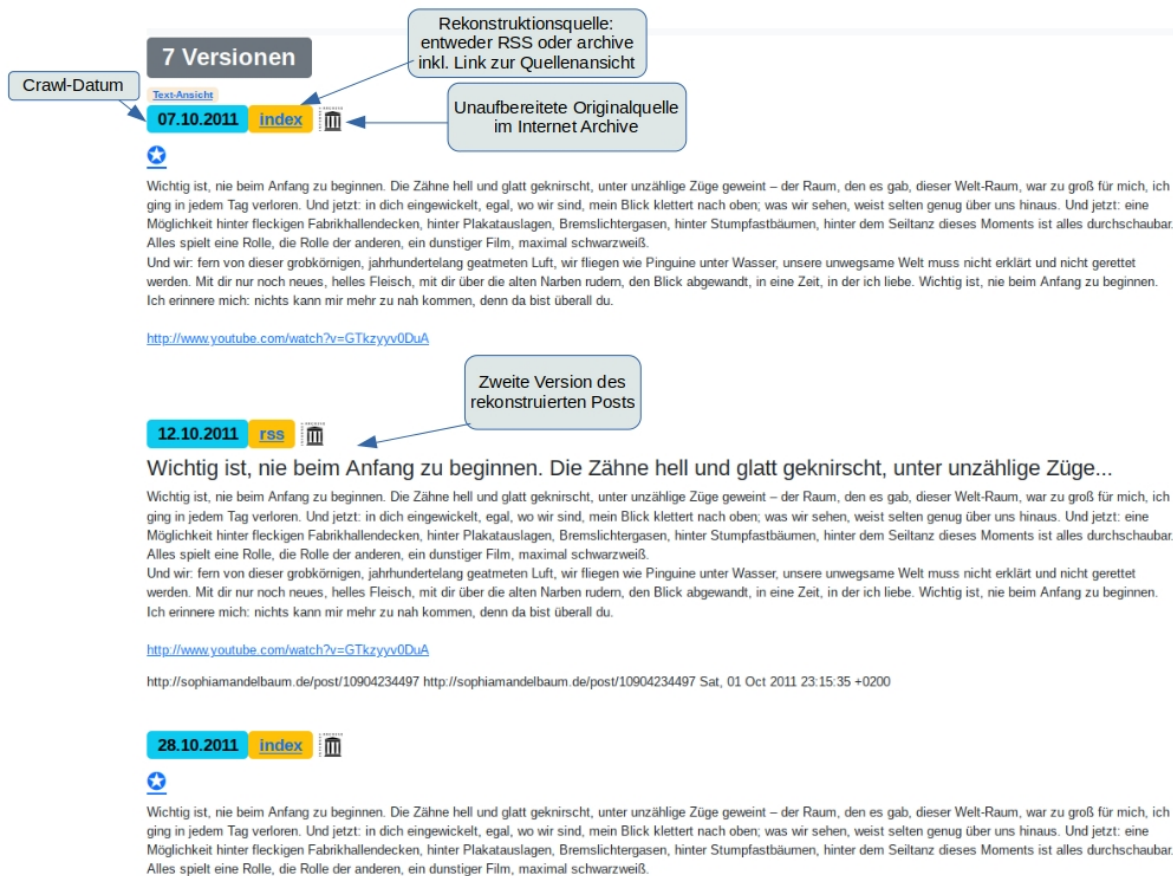 Rekonstruktionsquelle:
entweder RSS oder archive
inkl. Link zur Quellenansicht
7 Versionen
Crawl-Datum
Text-Ansicht
Unaufbereitete Originalquelle
im Internet Archive
07.10.2011 index
Wichtig ist, nie beim Anfang zu beginnen. Die Zähne hell und glatt geknirscht, unter unzählige Züge geweint – der Raum, den es gab, dieser Welt-Raum, war zu groß für mich, ich
ging in jedem Tag verloren. Und jetzt: in dich eingewickelt, egal, wo wir sind, mein Blick klettert nach oben; was wir sehen, weist selten genug über uns hinaus. Und jetzt: eine
Möglichkeit hinter fleckigen Fabrikhallendecken, hinter Plakatauslagen, Bremslichtergasen, hinter Stumpfastbäumen, hinter dem Seiltanz dieses Moments ist alles durchschaubar.
Alles spielt eine Rolle, die Rolle der anderen, ein dunstiger Film, maximal schwarzweiß.
Und wir: fern von dieser grobkörnigen, jahrhundertelang geatmeten Luft, wir fliegen wie Pinguine unter Wasser, unsere unwegsame Welt muss nicht erklärt und nicht gerettet
werden. Mit dir nur noch neues, helles Fleisch, mit dir über die alten Narben rudern, den Blick abgewandt, in eine Zeit, in der ich liebe. Wichtig ist, nie beim Anfang zu beginnen.
Ich erinnere mich: nichts kann mir mehr zu nah kommen, denn da bist überall du.
http://www.youtube.com/watch?v=GTkzyyv0DuA
Zweite Version des
rekonstruierten Posts
12.10.2011 rss
Wichtig ist, nie beim Anfang zu beginnen. Die Zähne hell und glatt geknirscht, unter unzählige Züge...
Wichtig ist, nie beim Anfang zu beginnen. Die Zähne hell und glatt geknirscht, unter unzählige Züge geweint – der Raum, den es gab, dieser Welt-Raum, war zu groß für mich, ich
ging in jedem Tag verloren. Und jetzt: in dich eingewickelt, egal, wo wir sind, mein Blick klettert nach oben; was wir sehen, weist selten genug über uns hinaus. Und jetzt: eine
Möglichkeit hinter fleckigen Fabrikhallendecken, hinter Plakatauslagen, Bremslichtergasen, hinter Stumpfastbäumen, hinter dem Seiltanz dieses Moments ist alles durchschaubar.
Alles spielt eine Rolle, die Rolle der anderen, ein dunstiger Film, maximal schwarzweiß.
Und wir: fern von dieser grobkörnigen, jahrhundertelang geatmeten Luft, wir fliegen wie Pinguine unter Wasser, unsere unwegsame Welt muss nicht erklärt und nicht gerettet
werden. Mit dir nur noch neues, helles Fleisch, mit dir über die alten Narben rudern, den Blick abgewandt, in eine Zeit, in der ich liebe. Wichtig ist, nie beim Anfang zu beginnen.
Ich erinnere mich: nichts kann mir mehr zu nah kommen, denn da bist überall du.
http://www.youtube.com/watch?v=GTkzyyv0DuA
http://sophiamandelbaum.de/post/10904234497 http://sophiamandelbaum.de/post/10904234497 Sat, 01 Oct 2011 23:15:35 +0200
28.10.2011 index
Wichtig ist, nie beim Anfang zu beginnen. Die Zähne hell und glatt geknirscht, unter unzählige Züge geweint – der Raum, den es gab, dieser Welt-Raum, war zu groß für mich, ich
ging in jedem Tag verloren. Und jetzt: in dich eingewickelt, egal, wo wir sind, mein Blick klettert nach oben; was wir sehen, weist selten genug über uns hinaus. Und jetzt: eine
Möglichkeit hinter fleckigen Fabrikhallendecken, hinter Plakatauslagen, Bremslichtergasen, hinter Stumpfastbäumen, hinter dem Seiltanz dieses Moments ist alles durchschaubar.
Alles spielt eine Rolle, die Rolle der anderen, ein dunstiger Film, maximal schwarzweiß.